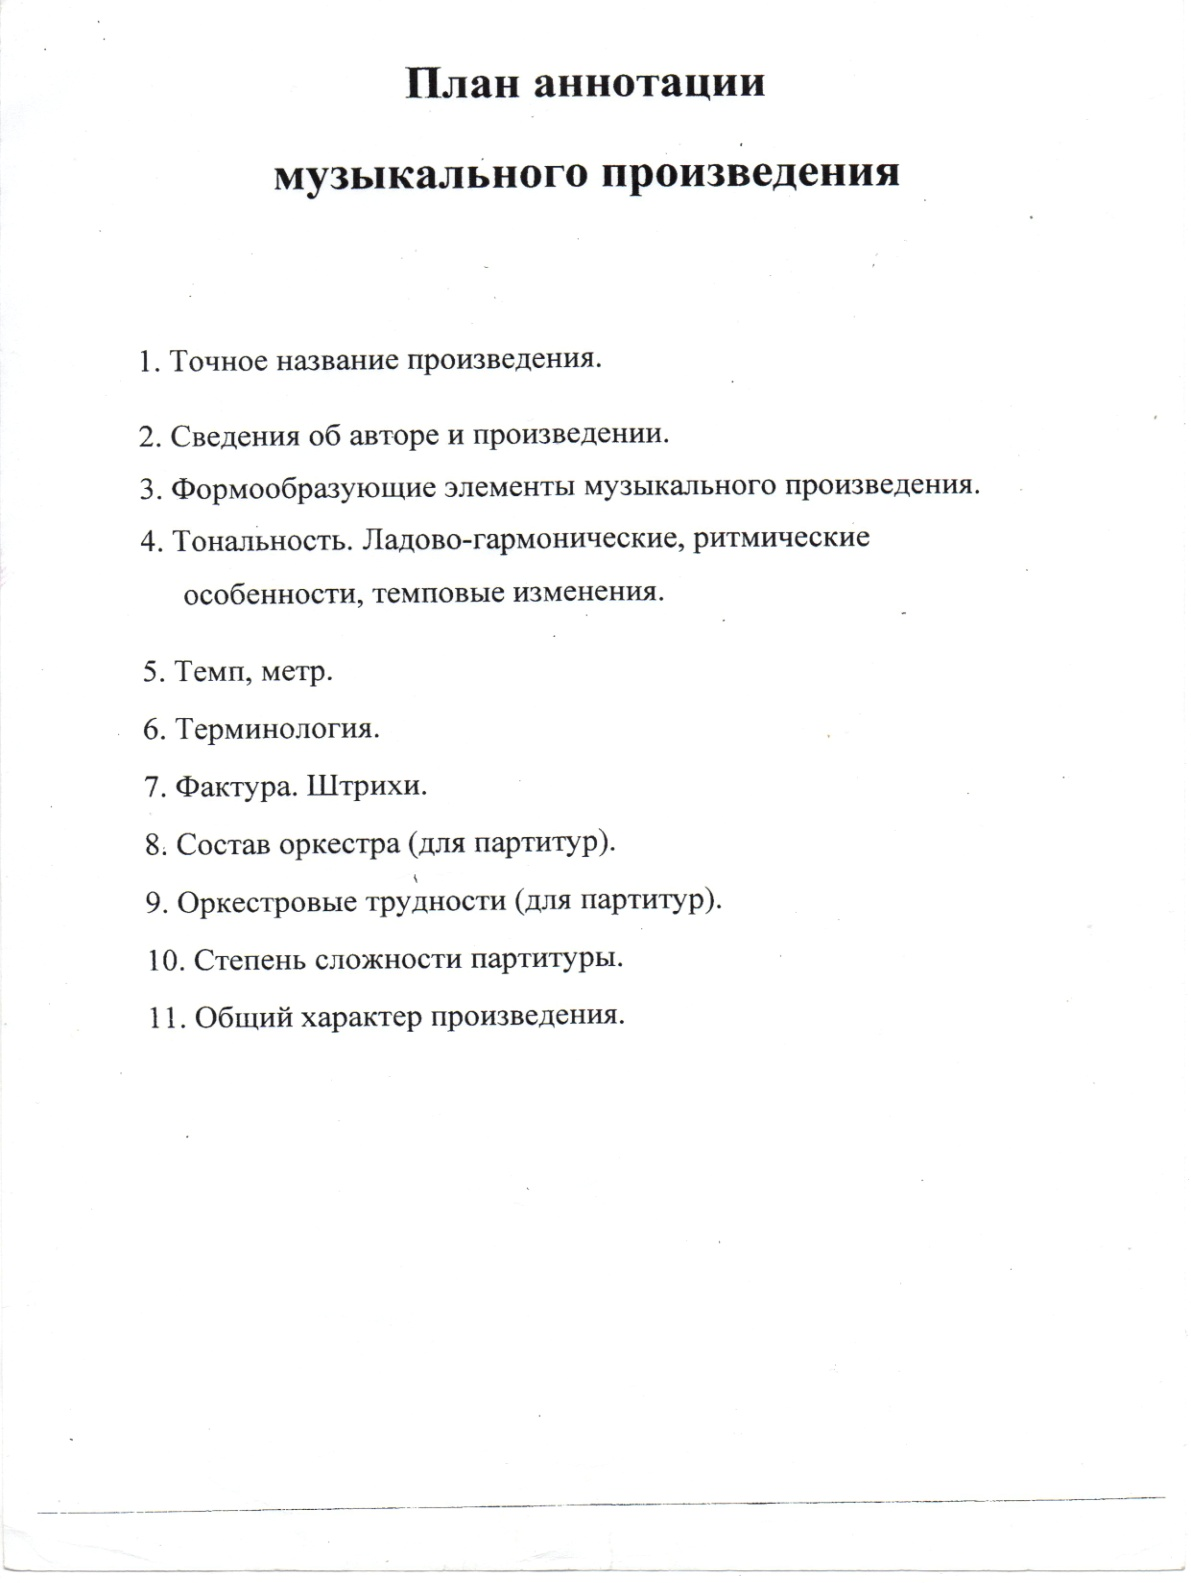 План аннотации
музыкального произведения
1. Точное название произведения.
2. Сведения об авторе и произведении.
3. Формообразующие элементы музыкального произведения.
4. Тональность. Ладово-гармонические, ритмические
особенности, темповые изменения.
5. Темп, метр.
6. Терминология.
7. Фактура. Штрихи.
8. Состав оркестра (для партитур).
9. Оркестровые трудности (для партитур).
10. Степень сложности партитуры.
11. Общий характер произведения.